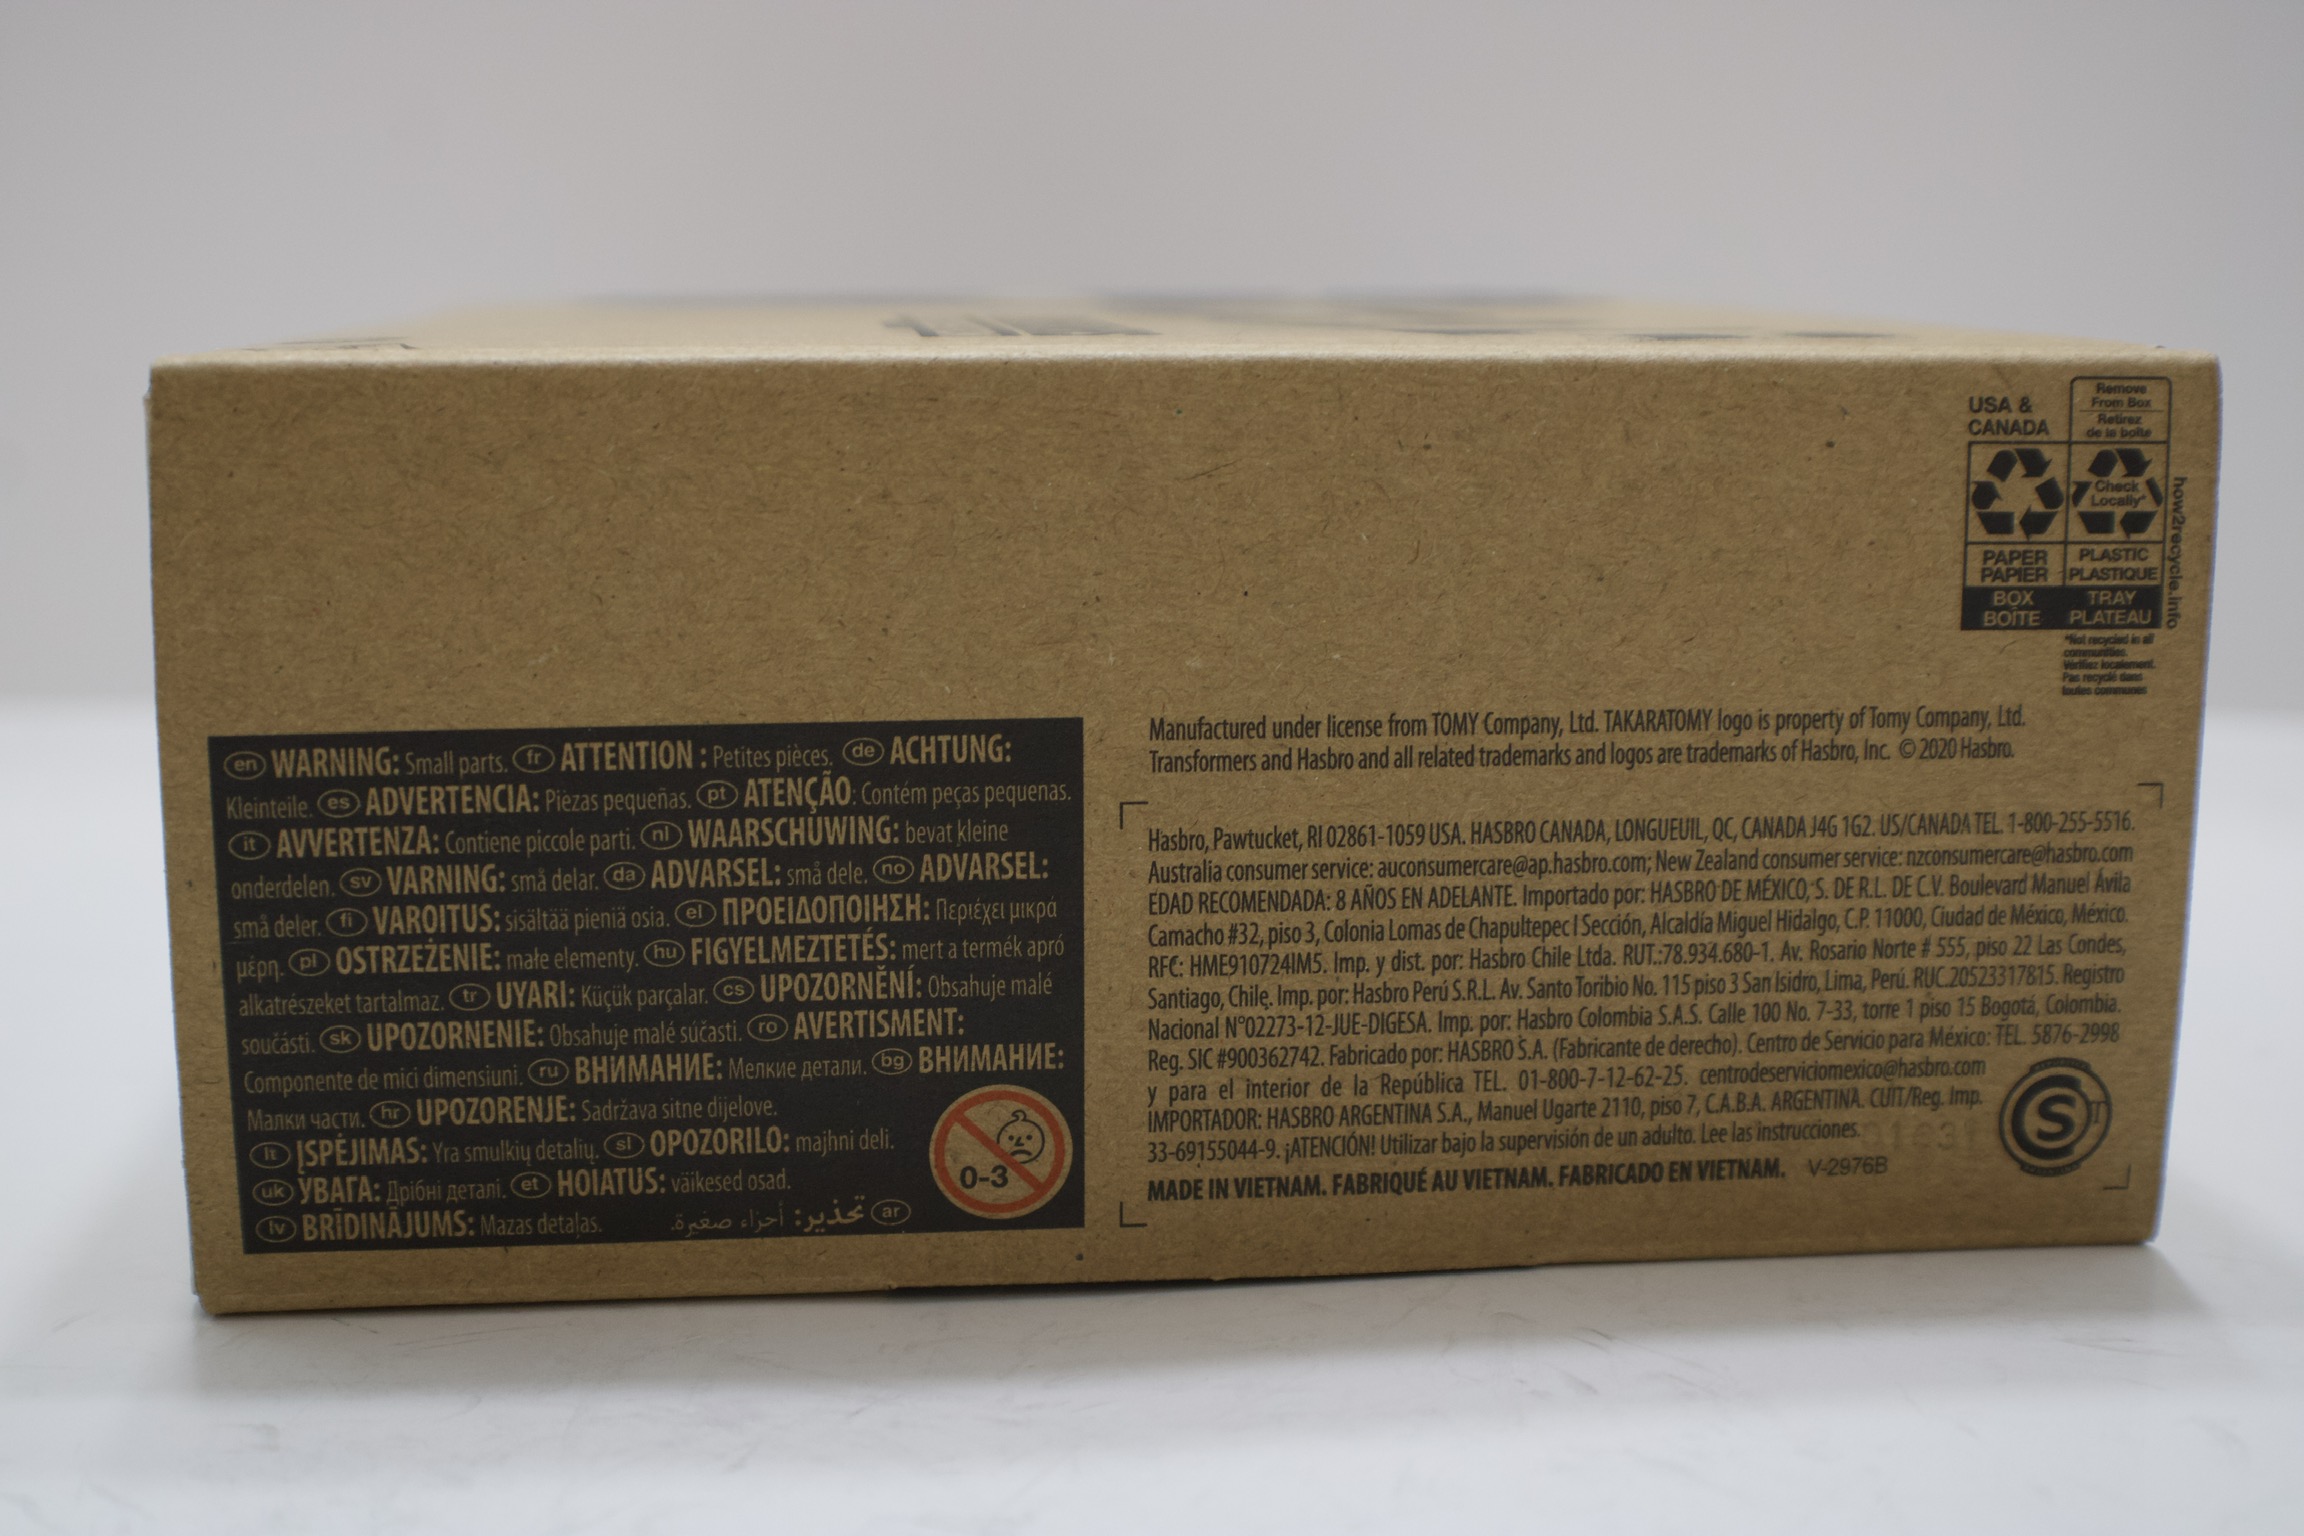 USA &
CANADA
Remove
From Box
Retirez
de la boîte
Check
Locally*
PAPER
PAPIER
PLASTIC
PLASTIQUE
BOX
BOÎTE
TRAY
PLATEAU
how2recycle.info
*Not recycled in all
communities.
Vérifiez localement.
Pas recyclé dans
toutes communes
en WARNING: Small parts. fr ATTENTION : Petites pièces. de ACHTUNG:
Kleinteile. es ADVERTENCIA: Piezas pequeñas. pt ATENÇÃO: Contém peças pequenas.
it AVVERTENZA: Contiene piccole parti. nl WAARSCHUWING: bevat kleine
onderdelen. sv VARNING: små delar. da ADVARSEL: små dele. no ADVARSEL:
små deler. fi VAROITUS: sisältää pieniä osia. el ΠΡΟΕΙΔΟΠΟΙΗΣΗ: Περιέχει μικρά
μέρη. pl OSTRZEŻENIE: małe elementy. hu FIGYELMEZTETÉS: mert a termék apró
alkatrészeket tartalmaz. tr UYARI: Küçük parçalar. cs UPOZORNĚNÍ: Obsahuje malé
součásti. sk UPOZORNENIE: Obsahuje malé súčasti. ro AVERTISMENT:
Componente de mici dimensiuni. ru ВНИМАНИЕ: Мелкие детали. bg ВНИМАНИЕ:
Малки части. hr UPOZORENJE: Sadržava sitne dijelove.
lt ĮSPĖJIMAS: Yra smulkių detalių. sl OPOZORILO: majhni deli.
uk УВАГА: Дрібні деталі. et HOIATUS: väikesed osad.
lv BRĪDINĀJUMS: Mazas detaļas. ar تحذير: أجزاء صغيرة.
0-3
Manufactured under license from TOMY Company, Ltd. TAKARATOMY logo is property of Tomy Company, Ltd.
Transformers and Hasbro and all related trademarks and logos are trademarks of Hasbro, Inc. © 2020 Hasbro.
Hasbro, Pawtucket, RI 02861-1059 USA. HASBRO CANADA, LONGUEUIL, QC, CANADA J4G 1G2. US/CANADA TEL. 1-800-255-5516.
Australia consumer service: auconsumercare@ap.hasbro.com; New Zealand consumer service: nzconsumercare@hasbro.com
EDAD RECOMENDADA: 8 AÑOS EN ADELANTE. Importado por: HASBRO DE MÉXICO, S. DE R.L. DE C.V. Boulevard Manuel Ávila
Camacho #32, piso 3, Colonia Lomas de Chapultepec I Sección, Alcaldía Miguel Hidalgo, C.P. 11000, Ciudad de México, México.
RFC: HME910724IM5. Imp. y dist. por: Hasbro Chile Ltda. RUT.:78.934.680-1. Av. Rosario Norte # 555, piso 22 Las Condes,
Santiago, Chile. Imp. por: Hasbro Perú S.R.L. Av. Santo Toribio No. 115 piso 3 San Isidro, Lima, Perú. RUC.20523317815. Registro
Nacional N°02273-12-JUE-DIGESA. Imp. por: Hasbro Colombia S.A.S. Calle 100 No. 7-33, torre 1 piso 15 Bogotá, Colombia.
Reg. SIC #900362742. Fabricado por: HASBRO S.A. (Fabricante de derecho). Centro de Servicio para México: TEL. 5876-2998
y para el interior de la República TEL. 01-800-7-12-62-25. centrodeserviciomexico@hasbro.com
IMPORTADOR: HASBRO ARGENTINA S.A., Manuel Ugarte 2110, piso 7, C.A.B.A. ARGENTINA. CUIT/Reg. Imp.
33-69155044-9. ¡ATENCIÓN! Utilizar bajo la supervisión de un adulto. Lee las instrucciones.
MADE IN VIETNAM. FABRIQUÉ AU VIETNAM. FABRICADO EN VIETNAM. V-2976B
S